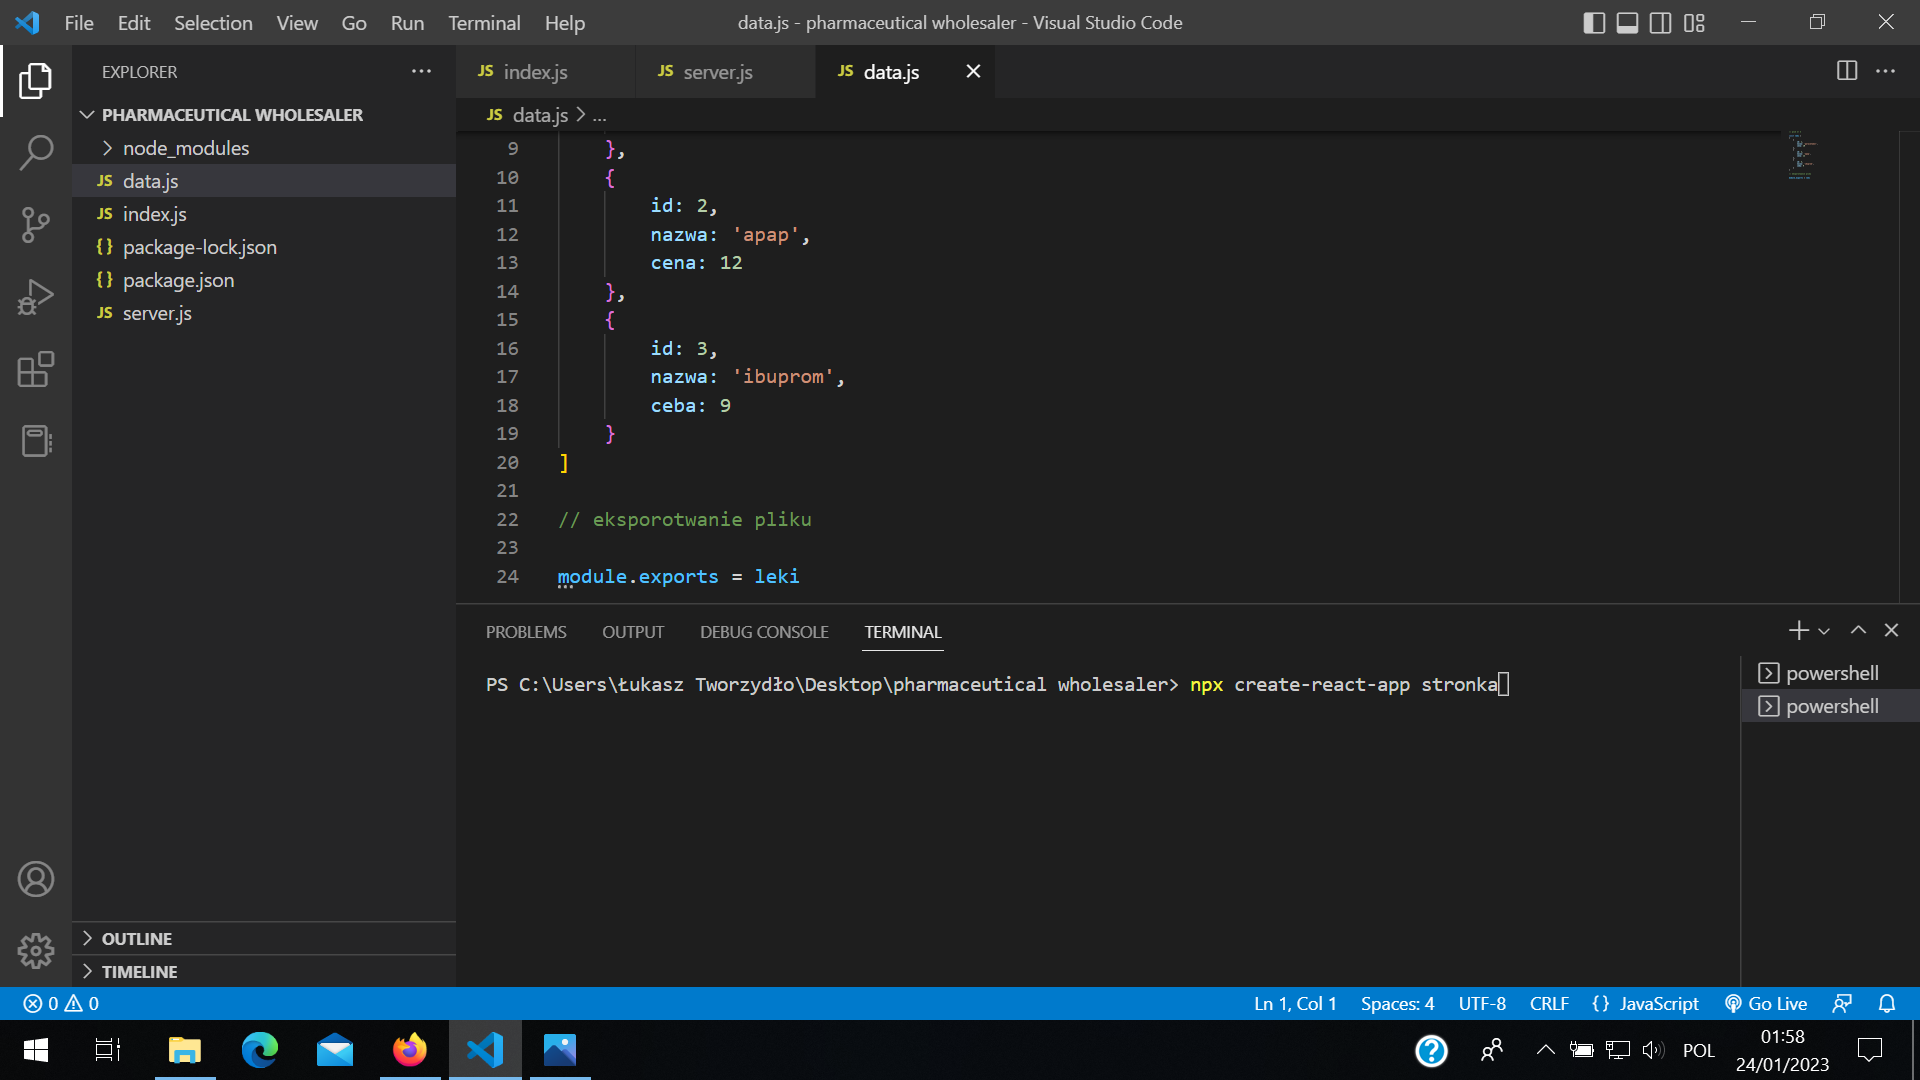 File Edit Selection View Go Run Terminal Help
data.js - pharmaceutical wholesaler - Visual Studio Code
EXPLORER
PHARMACEUTICAL WHOLESALER
node_modules
JS data.js
JS index.js
{} package-lock.json
{} package.json
JS server.js
OUTLINE
TIMELINE
JS index.js JS server.js JS data.js
JS data.js > ...
9 },
10 {
11 id: 2,
12 nazwa: 'apap',
13 cena: 12
14 },
15 {
16 id: 3,
17 nazwa: 'ibuprom',
18 ceba: 9
19 }
20 ]
21
22 // eksporotwanie pliku
23
24 module.exports = leki
PROBLEMS OUTPUT DEBUG CONSOLE TERMINAL
PS C:\Users\Łukasz Tworzydło\Desktop\pharmaceutical wholesaler> npx create-react-app stronka
powershell
powershell
0 0
Ln 1, Col 1 Spaces: 4 UTF-8 CRLF {} JavaScript Go Live
POL
01:58
24/01/2023